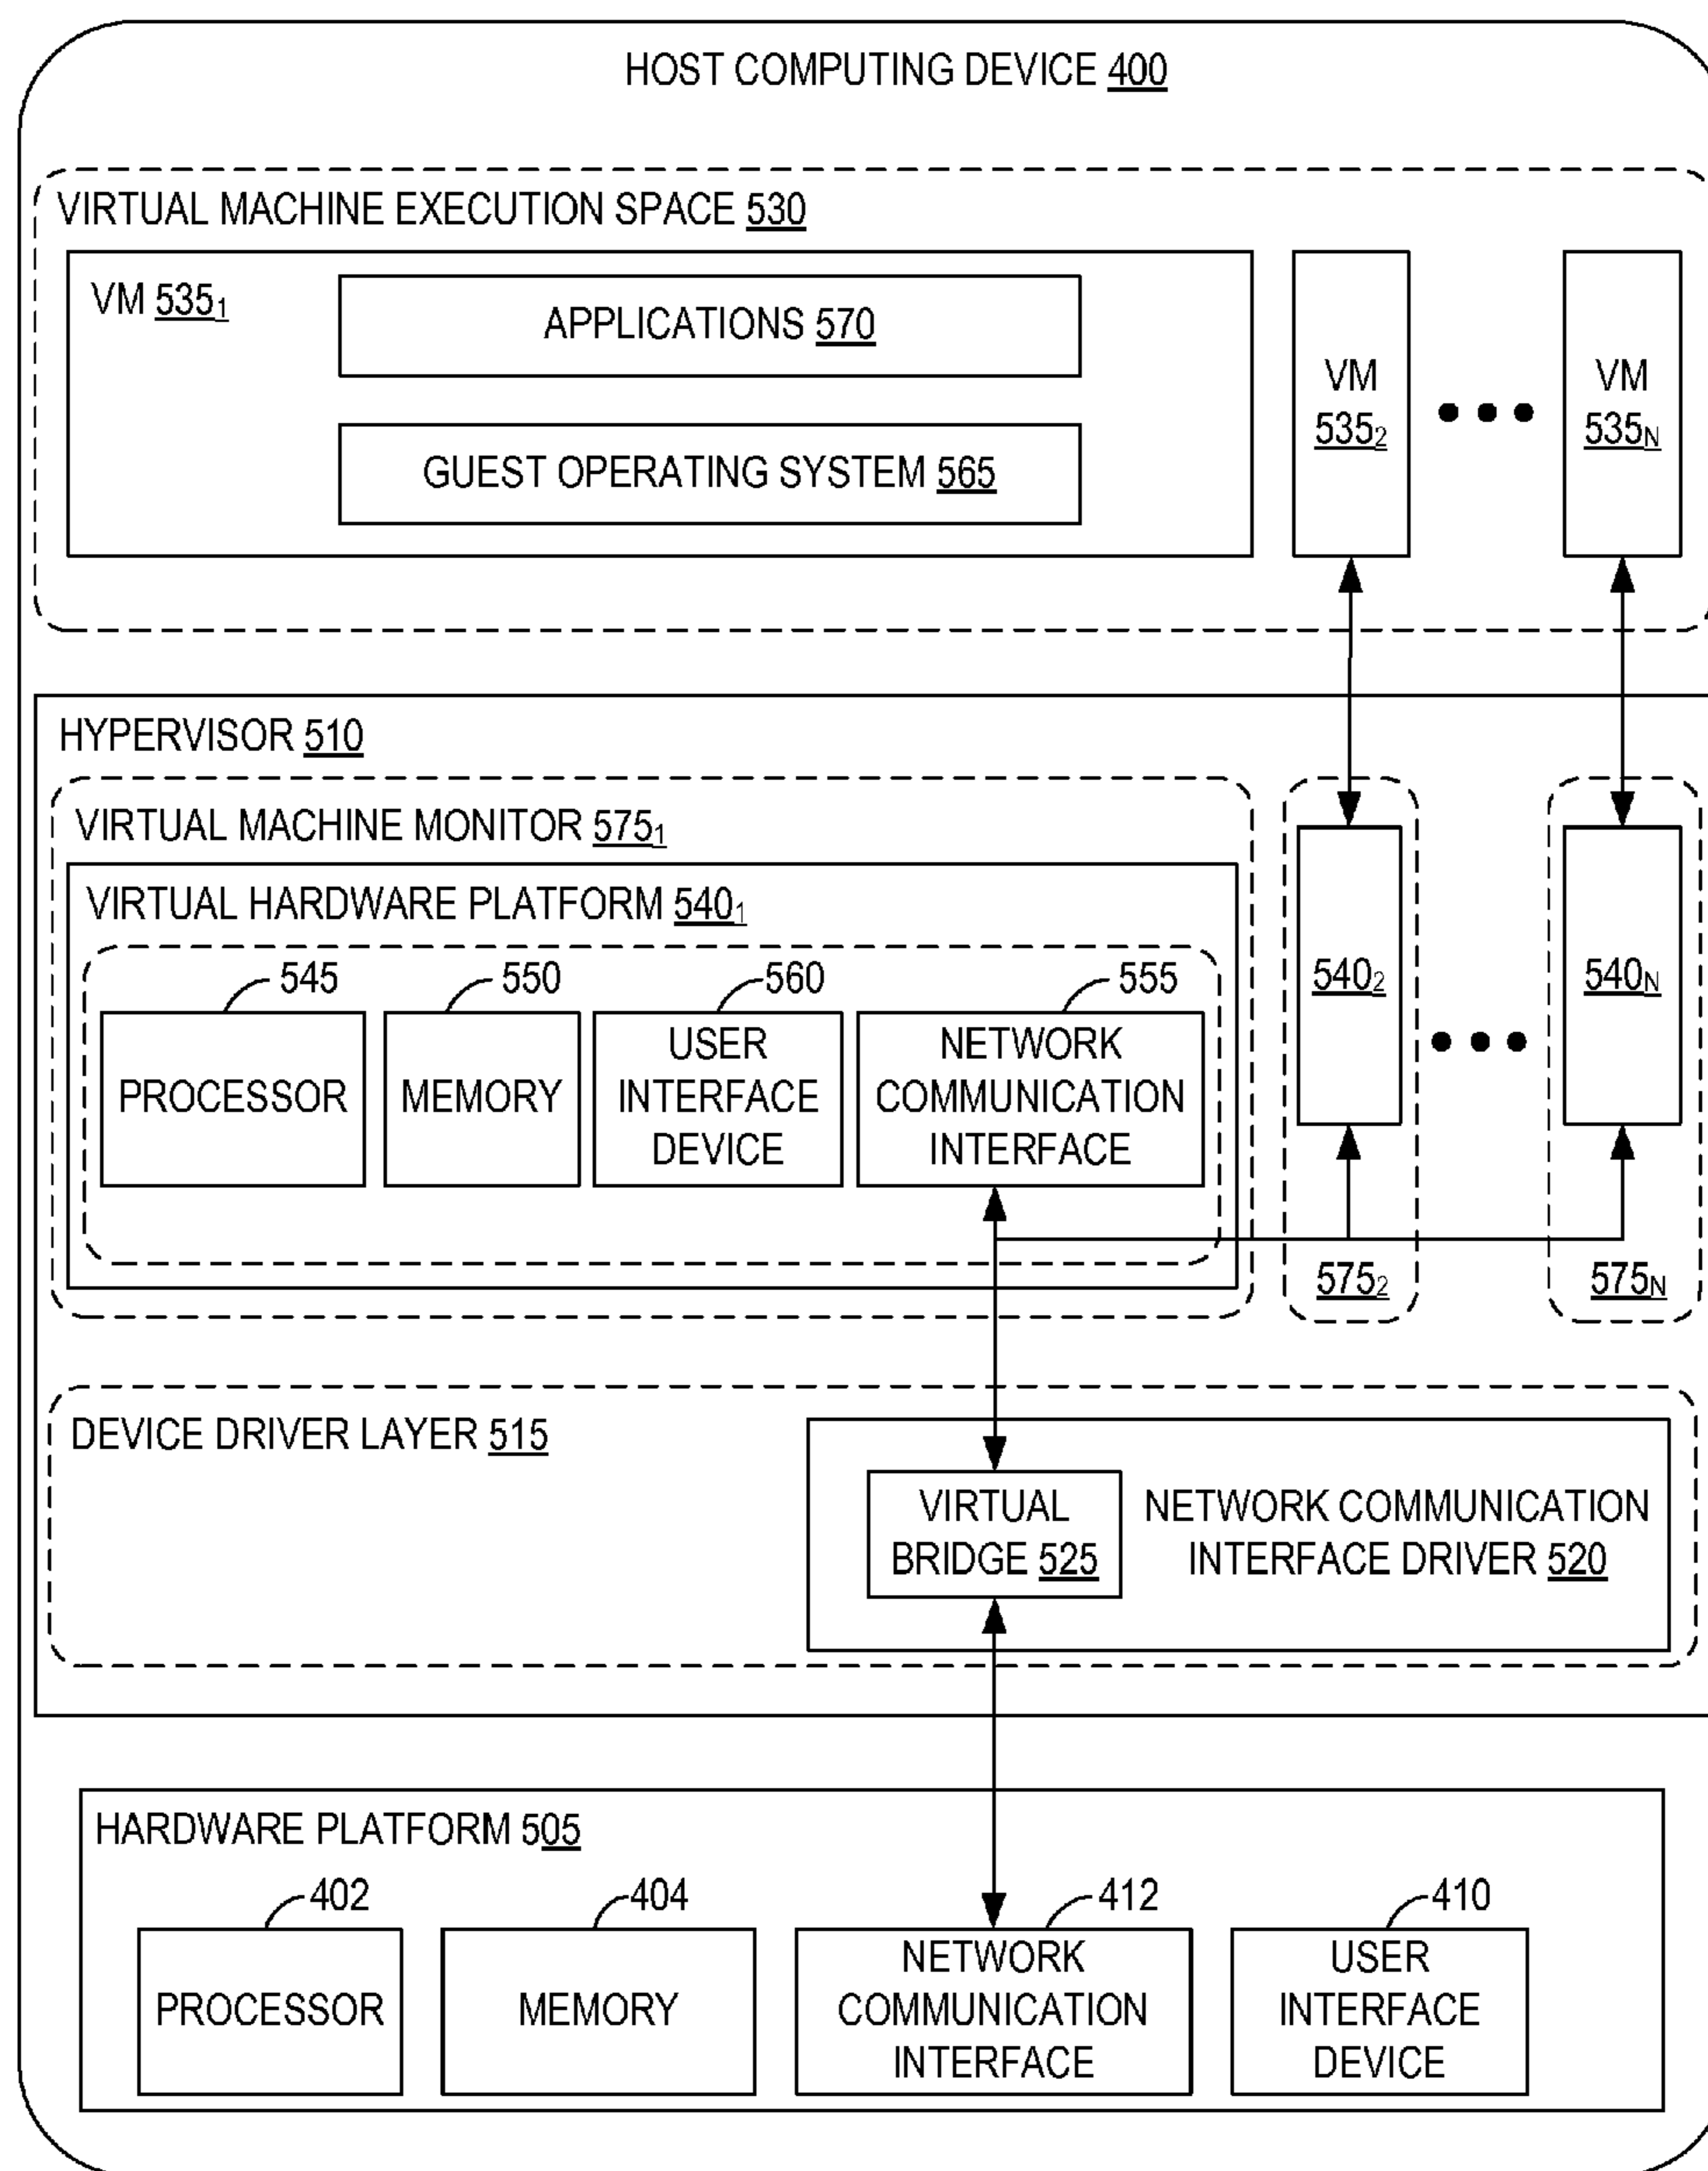 HOST COMPUTING DEVICE 400
VIRTUAL MACHINE EXECUTION SPACE 530
VM 535₁
APPLICATIONS 570
GUEST OPERATING SYSTEM 565
VM
535₂
VM
535ₙ
HYPERVISOR 510
VIRTUAL MACHINE MONITOR 575₁
VIRTUAL HARDWARE PLATFORM 540₁
545
550
560
555
PROCESSOR
MEMORY
USER
INTERFACE
DEVICE
NETWORK
COMMUNICATION
INTERFACE
540₂
540ₙ
575₂
575ₙ
DEVICE DRIVER LAYER 515
VIRTUAL
BRIDGE 525
NETWORK COMMUNICATION
INTERFACE DRIVER 520
HARDWARE PLATFORM 505
402
404
412
410
PROCESSOR
MEMORY
NETWORK
COMMUNICATION
INTERFACE
USER
INTERFACE
DEVICE